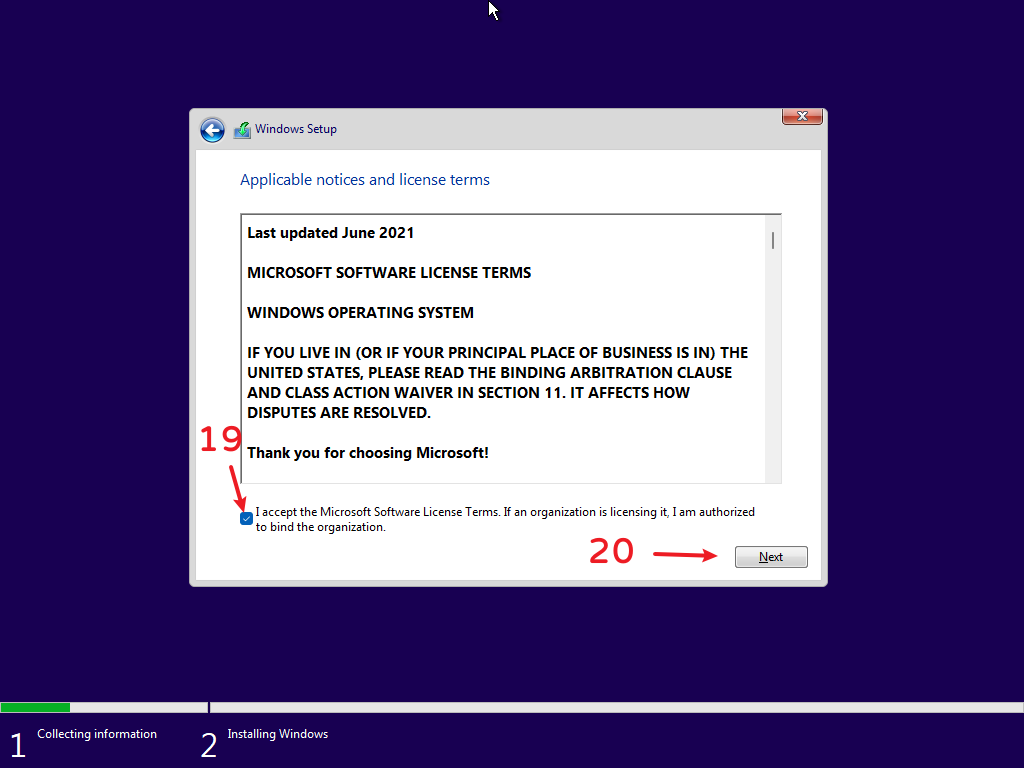 Windows Setup
Applicable notices and license terms
Last updated June 2021
MICROSOFT SOFTWARE LICENSE TERMS
WINDOWS OPERATING SYSTEM
IF YOU LIVE IN (OR IF YOUR PRINCIPAL PLACE OF BUSINESS IS IN) THE
UNITED STATES, PLEASE READ THE BINDING ARBITRATION CLAUSE
AND CLASS ACTION WAIVER IN SECTION 11. IT AFFECTS HOW
DISPUTES ARE RESOLVED.
19
Thank you for choosing Microsoft!
I accept the Microsoft Software License Terms. If an organization is licensing it, I am authorized
to bind the organization.
20
Next
1 Collecting information
2 Installing Windows